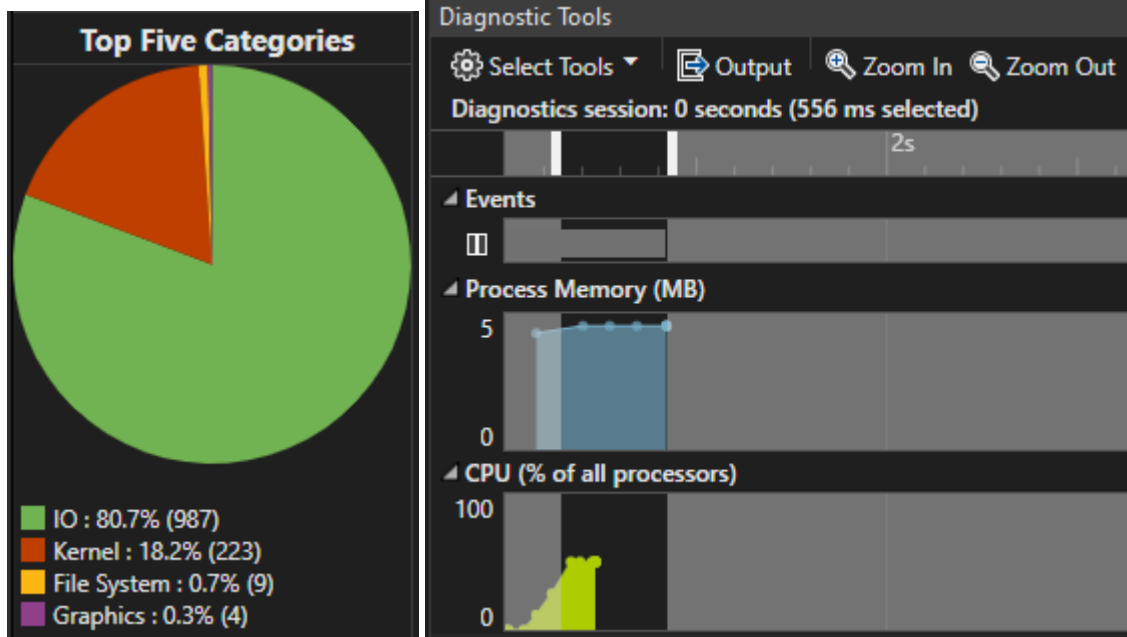 Top Five Categories
IO : 80.7% (987)
Kernel : 18.2% (223)
File System : 0.7% (9)
Graphics : 0.3% (4)
Diagnostic Tools
Select Tools Output Zoom In Zoom Out
Diagnostics session: 0 seconds (556 ms selected)
2s
Events
Process Memory (MB)
5
0
CPU (% of all processors)
100
0